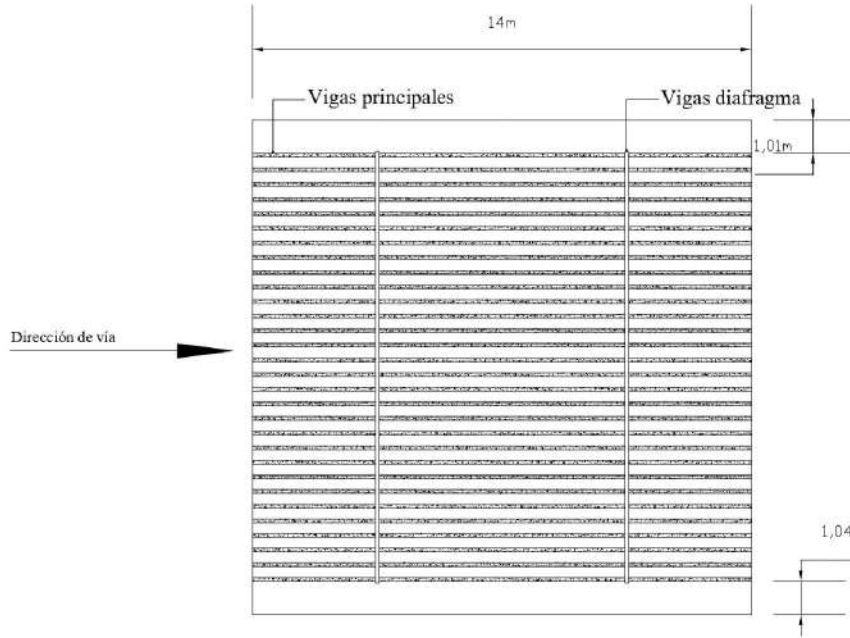 14m
Vigas principales
Vigas diafragma
1,01m
Dirección de vía
1,04